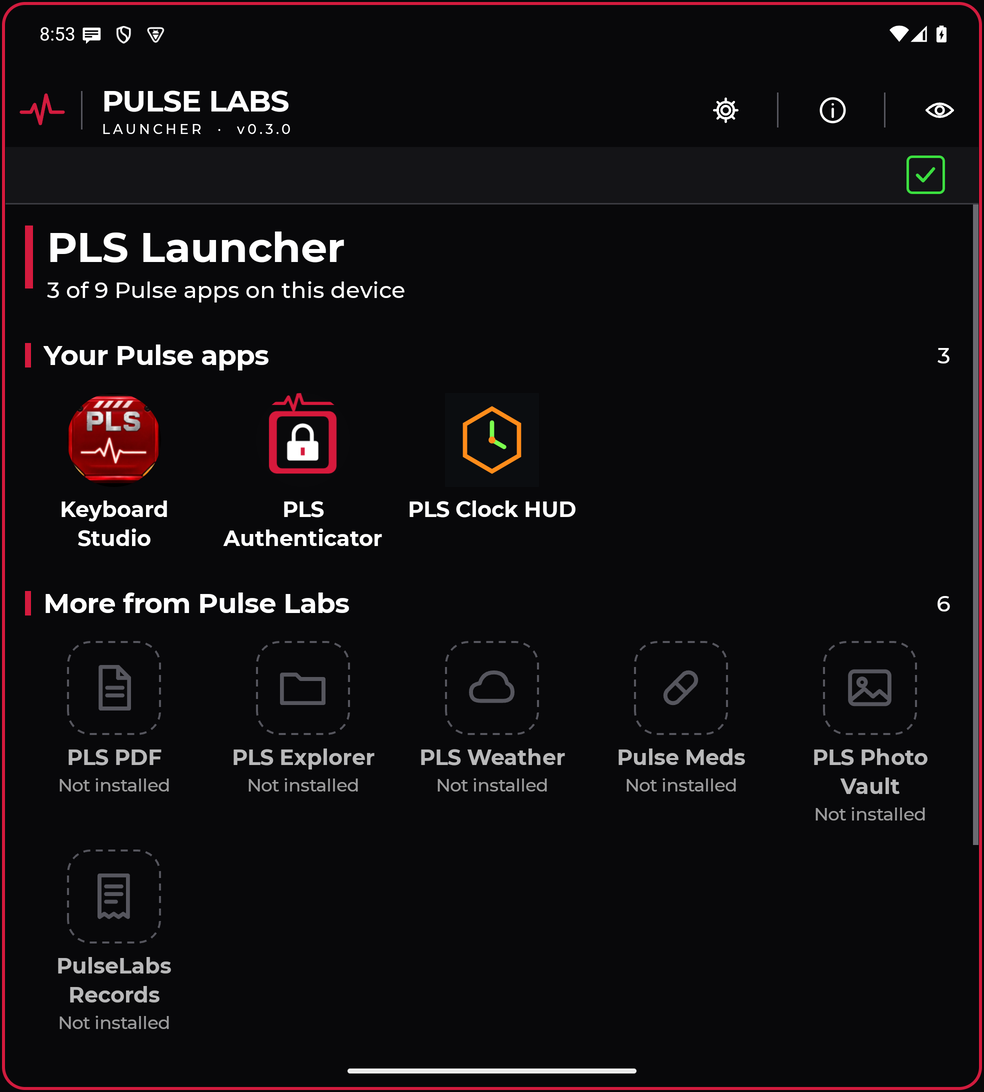 8:53
PULSE LABS
LAUNCHER · v0.3.0
PLS Launcher
3 of 9 Pulse apps on this device
Your Pulse apps 3
PLS
Keyboard Studio
PLS Authenticator
PLS Clock HUD
More from Pulse Labs 6
PLS PDF
Not installed
PLS Explorer
Not installed
PLS Weather
Not installed
Pulse Meds
Not installed
PLS Photo Vault
Not installed
PulseLabs Records
Not installed